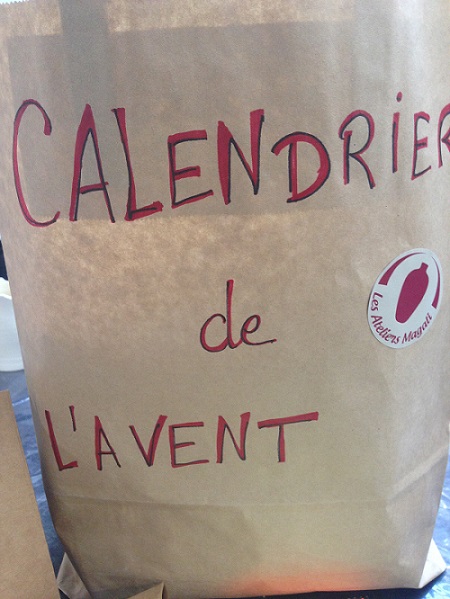 CALENDRIER
de
L'AVENT
Les Ateliers Magali